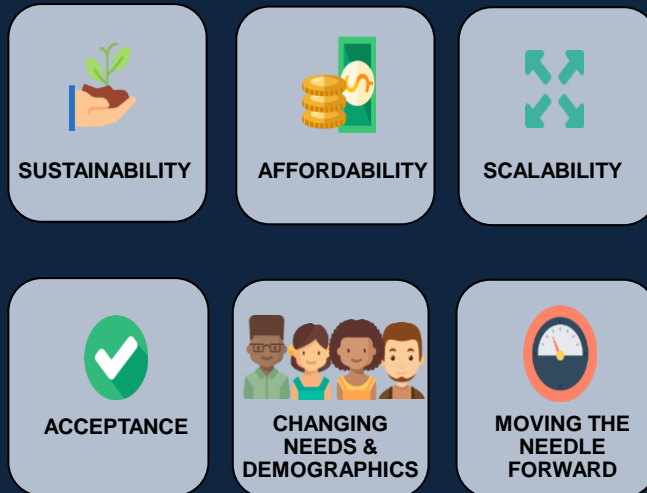 SUSTAINABILITY
AFFORDABILITY
SCALABILITY
ACCEPTANCE
CHANGING
NEEDS &
DEMOGRAPHICS
MOVING THE
NEEDLE
FORWARD